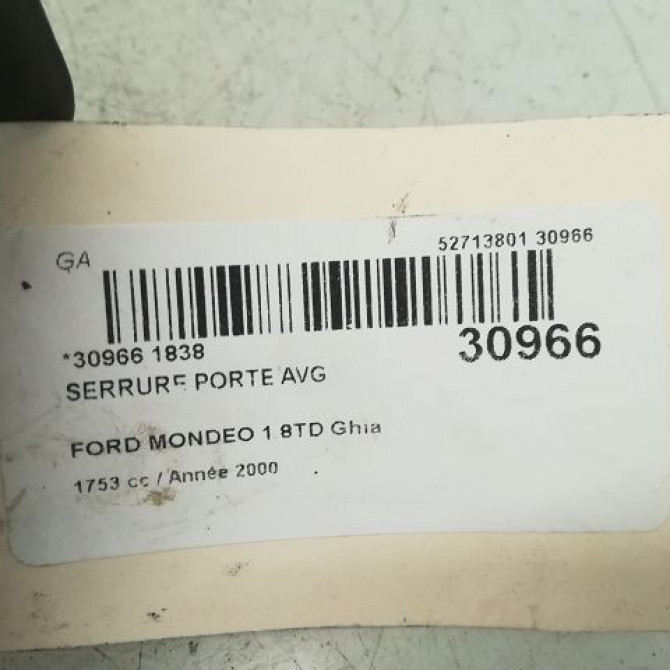 GA
52713801 30966
*30966 1838
30966
SERRURE PORTE AVG
FORD MONDEO 1.8TD Ghia
1753 cc / Année 2000